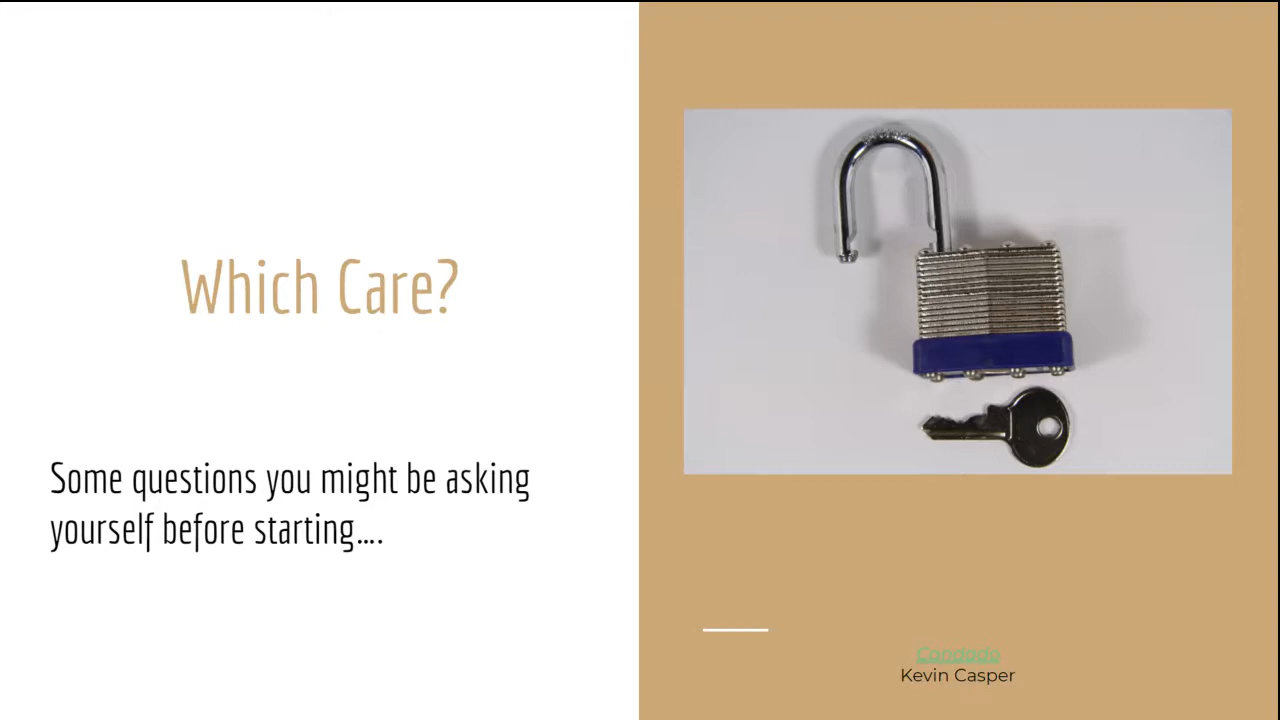 Which Care?
Some questions you might be asking
yourself before starting....
Candado
Kevin Casper